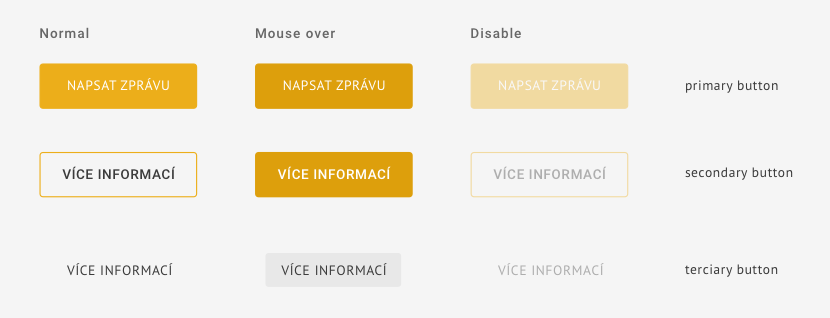 Normal Mouse over Disable
NAPSAT ZPRÁVU NAPSAT ZPRÁVU NAPSAT ZPRÁVU primary button
VÍCE INFORMACÍ VÍCE INFORMACÍ VÍCE INFORMACÍ secondary button
VÍCE INFORMACÍ VÍCE INFORMACÍ VÍCE INFORMACÍ terciary button